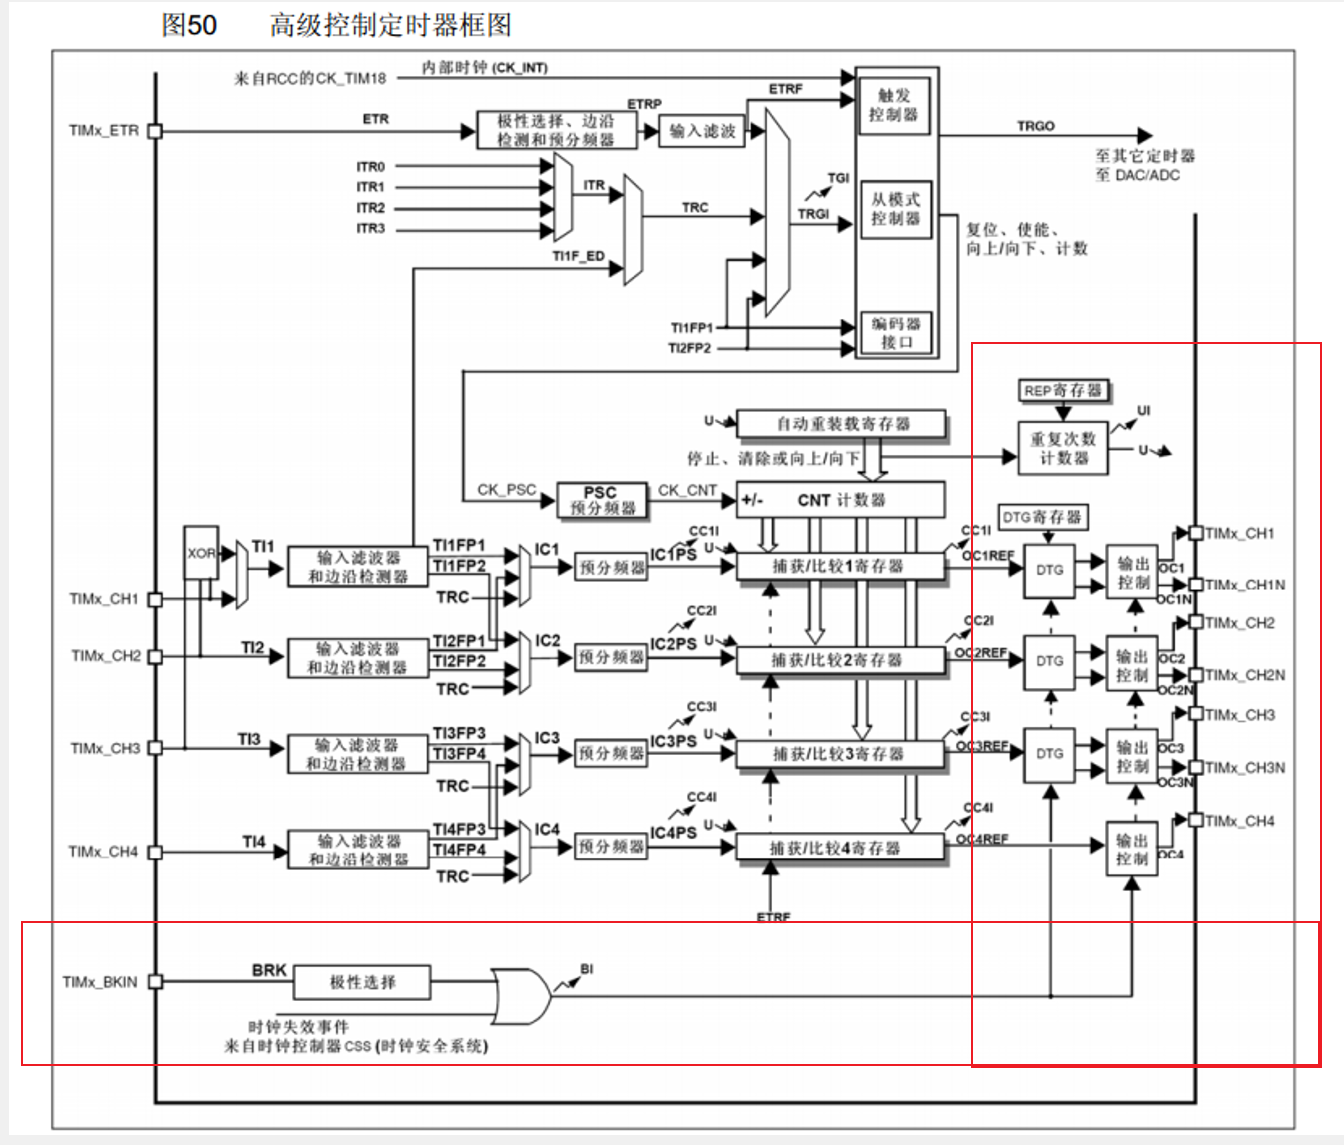 图50 高级控制定时器框图
内部时钟 (CK_INT)
来自RCC的CK_TIM18
ETRF
触发
控制器
ETRP
TIMx_ETR
ETR
极性选择、边沿
检测和预分频器
输入滤波
TRGO
至其它定时器
至 DAC/ADC
ITR0
ITR1
ITR2
ITR3
ITR
TRC
TGI
TRGI
从模式
控制器
复位、使能、
向上/向下、计数
TI1F_ED
TI1FP1
TI2FP2
编码器
接口
REP寄存器
UI
重复次数
计数器
U
U
自动重装载寄存器
停止、清除或向上/向下
CK_PSC
PSC
预分频器
CK_CNT
+/-
CNT 计数器
DTG寄存器
XOR
TI1
输入滤波器
和边沿检测器
TI1FP1
TI1FP2
TRC
IC1
预分频器
IC1PS
CC1I
U
捕获/比较1寄存器
CC1I
OC1REF
DTG
输出
控制
OC1
OC1N
TIMx_CH1
TIMx_CH1N
TIMx_CH1
TIMx_CH2
TI2
输入滤波器
和边沿检测器
TI2FP1
TI2FP2
TRC
IC2
预分频器
IC2PS
CC2I
U
捕获/比较2寄存器
CC2I
OC2REF
DTG
输出
控制
OC2
OC2N
TIMx_CH2
TIMx_CH2N
TIMx_CH3
TI3
输入滤波器
和边沿检测器
TI3FP3
TI3FP4
TRC
IC3
预分频器
IC3PS
CC3I
U
捕获/比较3寄存器
CC3I
OC3REF
DTG
输出
控制
OC3
OC3N
TIMx_CH3
TIMx_CH3N
TIMx_CH4
TI4
输入滤波器
和边沿检测器
TI4FP3
TI4FP4
TRC
IC4
预分频器
IC4PS
CC4I
U
捕获/比较4寄存器
CC4I
OC4REF
输出
控制
OC4
TIMx_CH4
ETRF
TIMx_BKIN
BRK
极性选择
BI
时钟失效事件
来自时钟控制器 CSS (时钟安全系统)